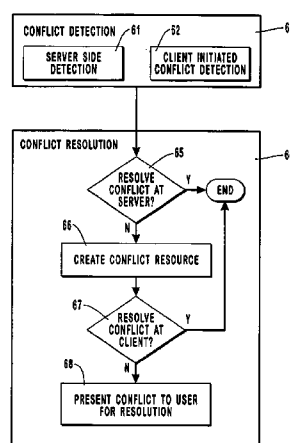 CONFLICT DETECTION
61
62
SERVER SIDE
DETECTION
CLIENT INITIATED
CONFLICT DETECTION
CONFLICT RESOLUTION
65
RESOLVE
CONFLICT AT
SERVER?
Y
END
N
66
CREATE CONFLICT RESOURCE
67
RESOLVE
CONFLICT AT
CLIENT?
Y
N
68
PRESENT CONFLICT TO USER
FOR RESOLUTION